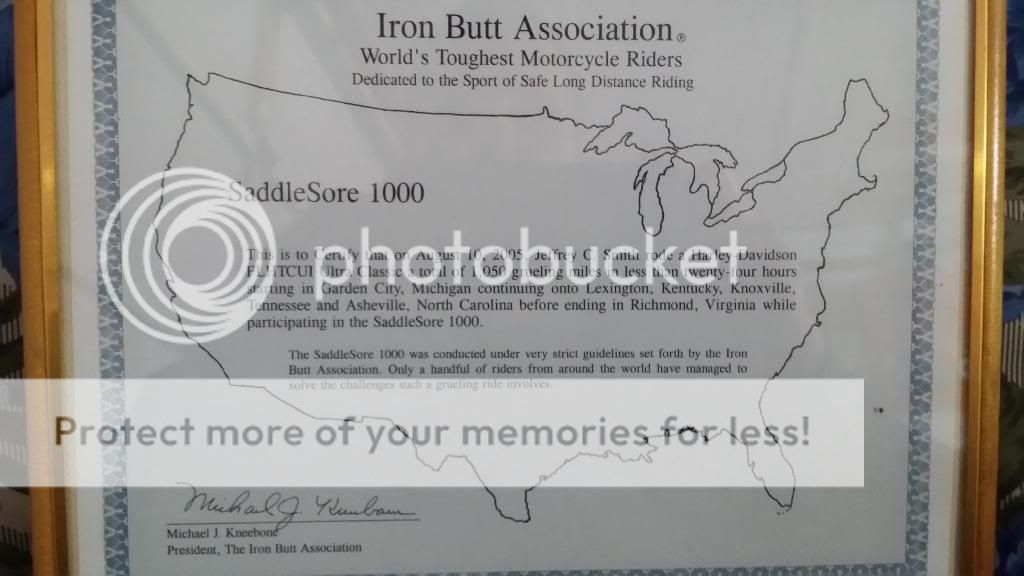 Iron Butt Association®
World's Toughest Motorcycle Riders
Dedicated to the Sport of Safe Long Distance Riding
SaddleSore 1000
This is to Certify that on August 10, 2005, Jeffrey C. Smith rode a Harley Davidson
Classic a total of 1050 grueling miles in less than twenty-four hours
starting in Garden City, Michigan continuing onto Lexington, Kentucky, Knoxville,
Tennessee and Asheville, North Carolina before ending in Richmond, Virginia while
participating in the SaddleSore 1000.
photobucket
The SaddleSore 1000 was conducted under very strict guidelines set forth by the Iron
Butt Association. Only a handful of riders from around the world have managed to
solve the challenges such a grueling ride involves.
Protect more of your memories for less!
Michael J. Kneebone
Michael J. Kneebone
President, The Iron Butt Association